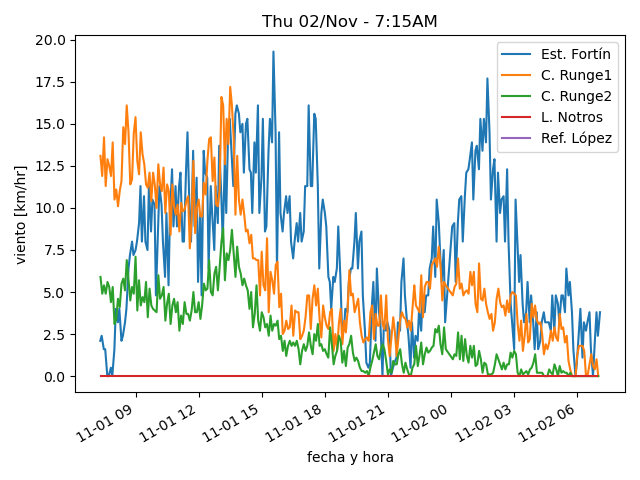 Thu 02/Nov - 7:15AM
20.0
17.5
15.0
12.5
10.0
7.5
5.0
2.5
0.0
viento [km/hr]
Est. Fortín
C. Runge1
C. Runge2
L. Notros
Ref. López
11-01 09
11-01 12
11-01 15
11-01 18
11-01 21
11-02 00
11-02 03
11-02 06
fecha y hora